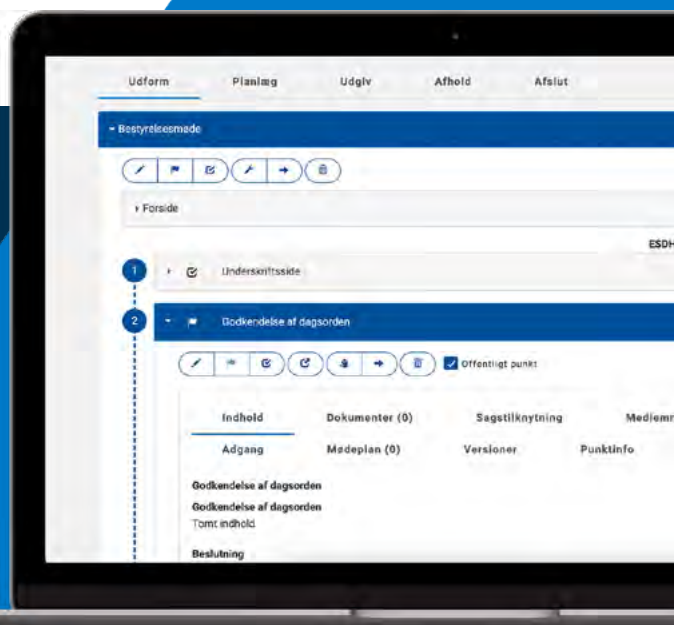 Udform Planlæg Udgiv Afhold Afslut
Bestyrelsesmøde
Forside
ESDH
1 Underskriftsside
2 Godkendelse af dagsorden
Offentligt punkt
Indhold Dokumenter (0) Sagstilknytning Medlem
Adgang Mødeplan (0) Versioner Punktinfo
Godkendelse af dagsorden
Godkendelse af dagsorden
Tomt indhold
Beslutning